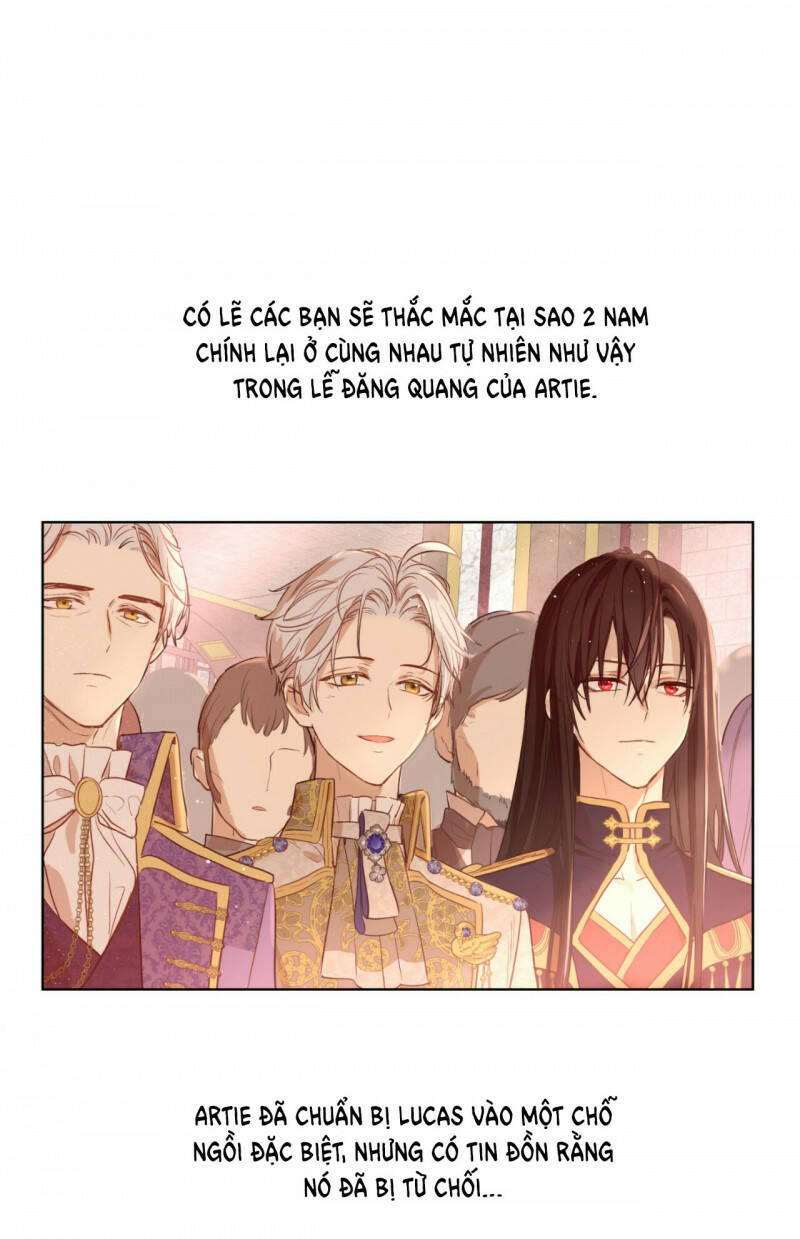 CÓ LẼ CÁC BẠN SẼ THẮC MẮC TẠI SAO 2 NAM
CHÍNH LẠI Ở CÙNG NHAU TỰ NHIÊN NHƯ VẬY
TRONG LỄ ĐĂNG QUANG CỦA ARTIE.
ARTIE ĐÃ CHUẨN BỊ LUCAS VÀO MỘT CHỖ
NGỒI ĐẶC BIỆT, NHƯNG CÓ TIN ĐỒN RẰNG
NÓ ĐÃ BỊ TỪ CHỐI...